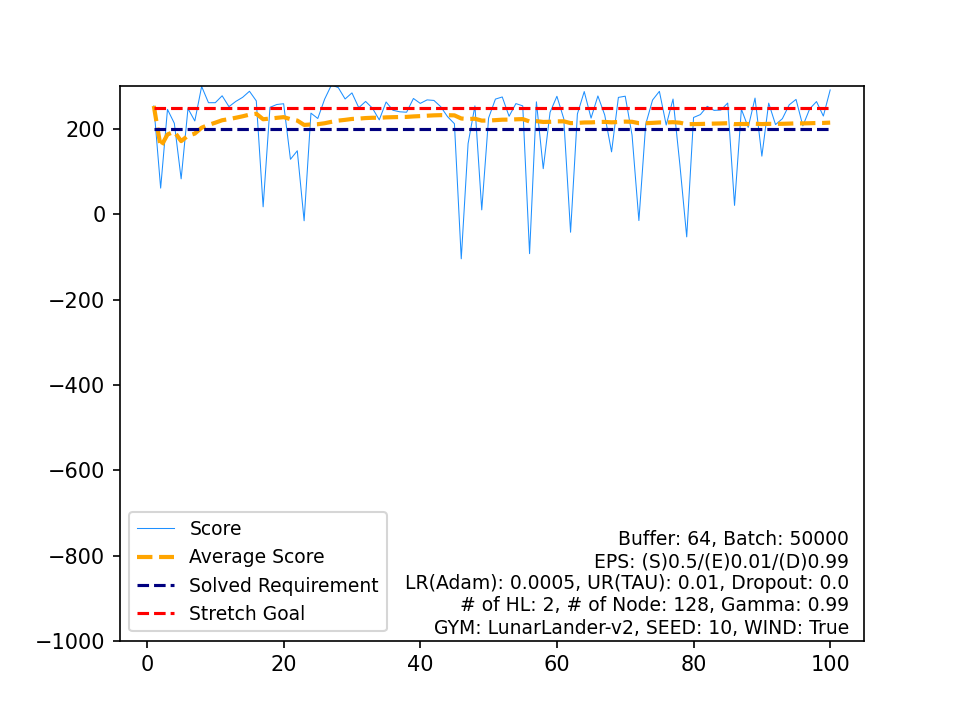 200
0
−200
−400
−600
−800
−1000
0
20
40
60
80
100
Score
Average Score
Solved Requirement
Stretch Goal
Buffer: 64, Batch: 50000
EPS: (S)0.5/(E)0.01/(D)0.99
LR(Adam): 0.0005, UR(TAU): 0.01, Dropout: 0.0
# of HL: 2, # of Node: 128, Gamma: 0.99
GYM: LunarLander-v2, SEED: 10, WIND: True